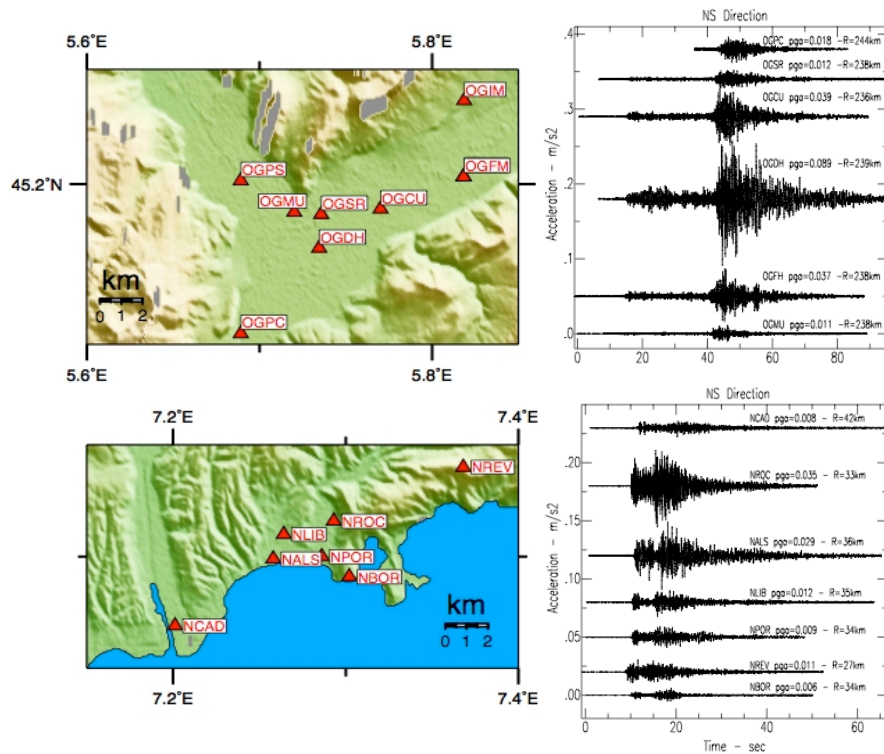 5.6˚E
5.8˚E
OGIM
OGPS
OGFM
45.2˚N
OGMU
OGSR
OGCU
OGDH
km
0 1 2
OGPC
5.6˚E
5.8˚E
NS Direction
OGPC pga=0.018 -R=244km
OGSR pga=0.012 -R=238km
OGCU pga=0.039 -R=236km
OGDH pga=0.089 -R=239km
OGFH pga=0.037 -R=238km
OGMU pga=0.011 -R=238km
Acceleration - m/s2
.4
.3
.2
.1
.0
0 20 40 60 80
7.2˚E
7.4˚E
NREV
NROC
NLIB
NALS
NPOR
NBOR
NCAD
km
0 1 2
7.2˚E
7.4˚E
NS Direction
NCAD pga=0.008 - R=42km
NROC pga=0.035 - R=33km
NALS pga=0.029 - R=36km
NLIB pga=0.012 - R=35km
NPOR pga=0.009 - R=34km
NREV pga=0.011 - R=27km
NBOR pga=0.006 - R=34km
Acceleration - m/s2
.20
.15
.10
.05
.00
0 20 40 60
Time - sec